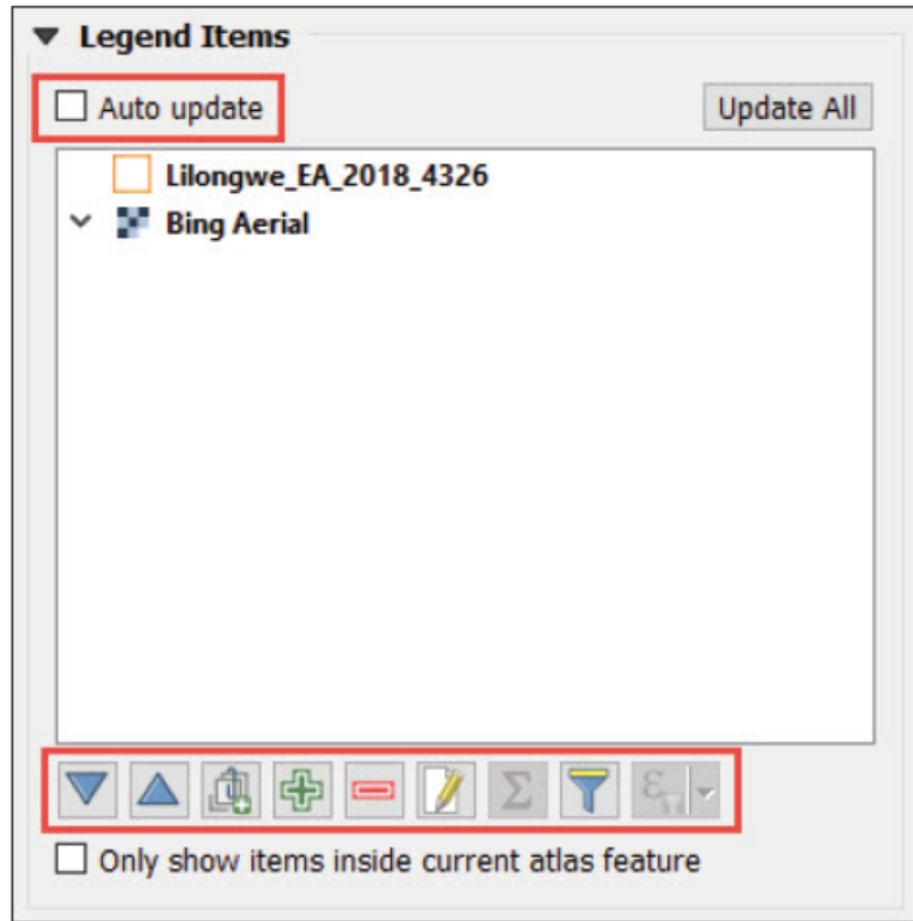 Legend Items
Auto update
Update All
Lilongwe_EA_2018_4326
Bing Aerial
Σ
ε
Only show items inside current atlas feature